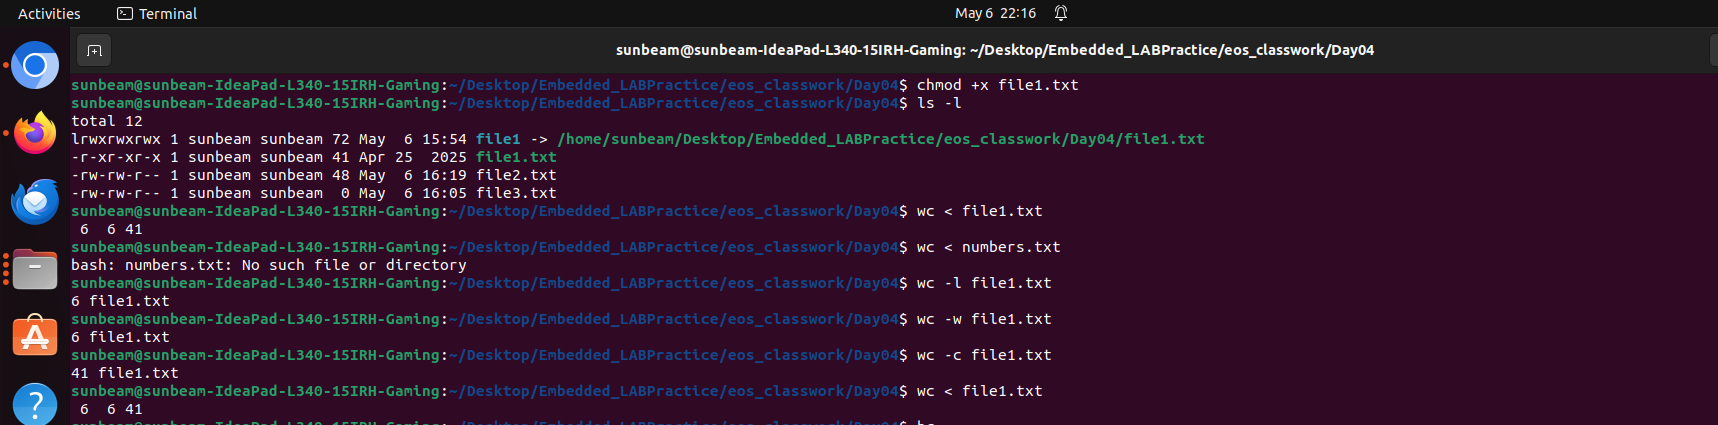 Activities
Terminal
May 6 22:16
sunbeam@sunbeam-IdeaPad-L340-15IRH-Gaming: ~/Desktop/Embedded_LABPractice/eos_classwork/Day04
sunbeam@sunbeam-IdeaPad-L340-15IRH-Gaming:~/Desktop/Embedded_LABPractice/eos_classwork/Day04$ chmod +x file1.txt
sunbeam@sunbeam-IdeaPad-L340-15IRH-Gaming:~/Desktop/Embedded_LABPractice/eos_classwork/Day04$ ls -l
total 12
lrwxrwxrwx 1 sunbeam sunbeam 72 May  6 15:54 file1 -> /home/sunbeam/Desktop/Embedded_LABPractice/eos_classwork/Day04/file1.txt
-r-xr-xr-x 1 sunbeam sunbeam 41 Apr 25  2025 file1.txt
-rw-rw-r-- 1 sunbeam sunbeam 48 May  6 16:19 file2.txt
-rw-rw-r-- 1 sunbeam sunbeam  0 May  6 16:05 file3.txt
sunbeam@sunbeam-IdeaPad-L340-15IRH-Gaming:~/Desktop/Embedded_LABPractice/eos_classwork/Day04$ wc < file1.txt
 6  6 41
sunbeam@sunbeam-IdeaPad-L340-15IRH-Gaming:~/Desktop/Embedded_LABPractice/eos_classwork/Day04$ wc < numbers.txt
bash: numbers.txt: No such file or directory
sunbeam@sunbeam-IdeaPad-L340-15IRH-Gaming:~/Desktop/Embedded_LABPractice/eos_classwork/Day04$ wc -l file1.txt
6 file1.txt
sunbeam@sunbeam-IdeaPad-L340-15IRH-Gaming:~/Desktop/Embedded_LABPractice/eos_classwork/Day04$ wc -w file1.txt
6 file1.txt
sunbeam@sunbeam-IdeaPad-L340-15IRH-Gaming:~/Desktop/Embedded_LABPractice/eos_classwork/Day04$ wc -c file1.txt
41 file1.txt
sunbeam@sunbeam-IdeaPad-L340-15IRH-Gaming:~/Desktop/Embedded_LABPractice/eos_classwork/Day04$ wc < file1.txt
 6  6 41